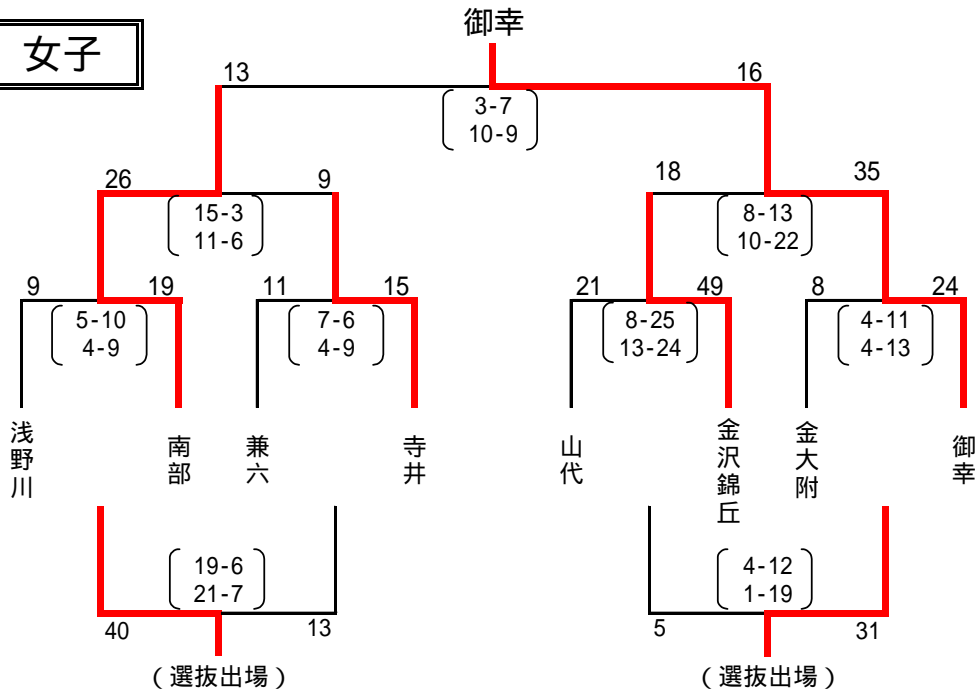 御幸
女子
13 16
3-7
10-9
26 9 18 35
15-3 8-13
11-6 10-22
9 19 11 15 21 49 8 24
5-10 7-6 8-25 4-11
4-9 4-9 13-24 4-13
浅野川
南部
兼六
寺井
山代
金沢錦丘
金大附
御幸
19-6 4-12
21-7 1-19
40 13 5 31
(選抜出場) (選抜出場)